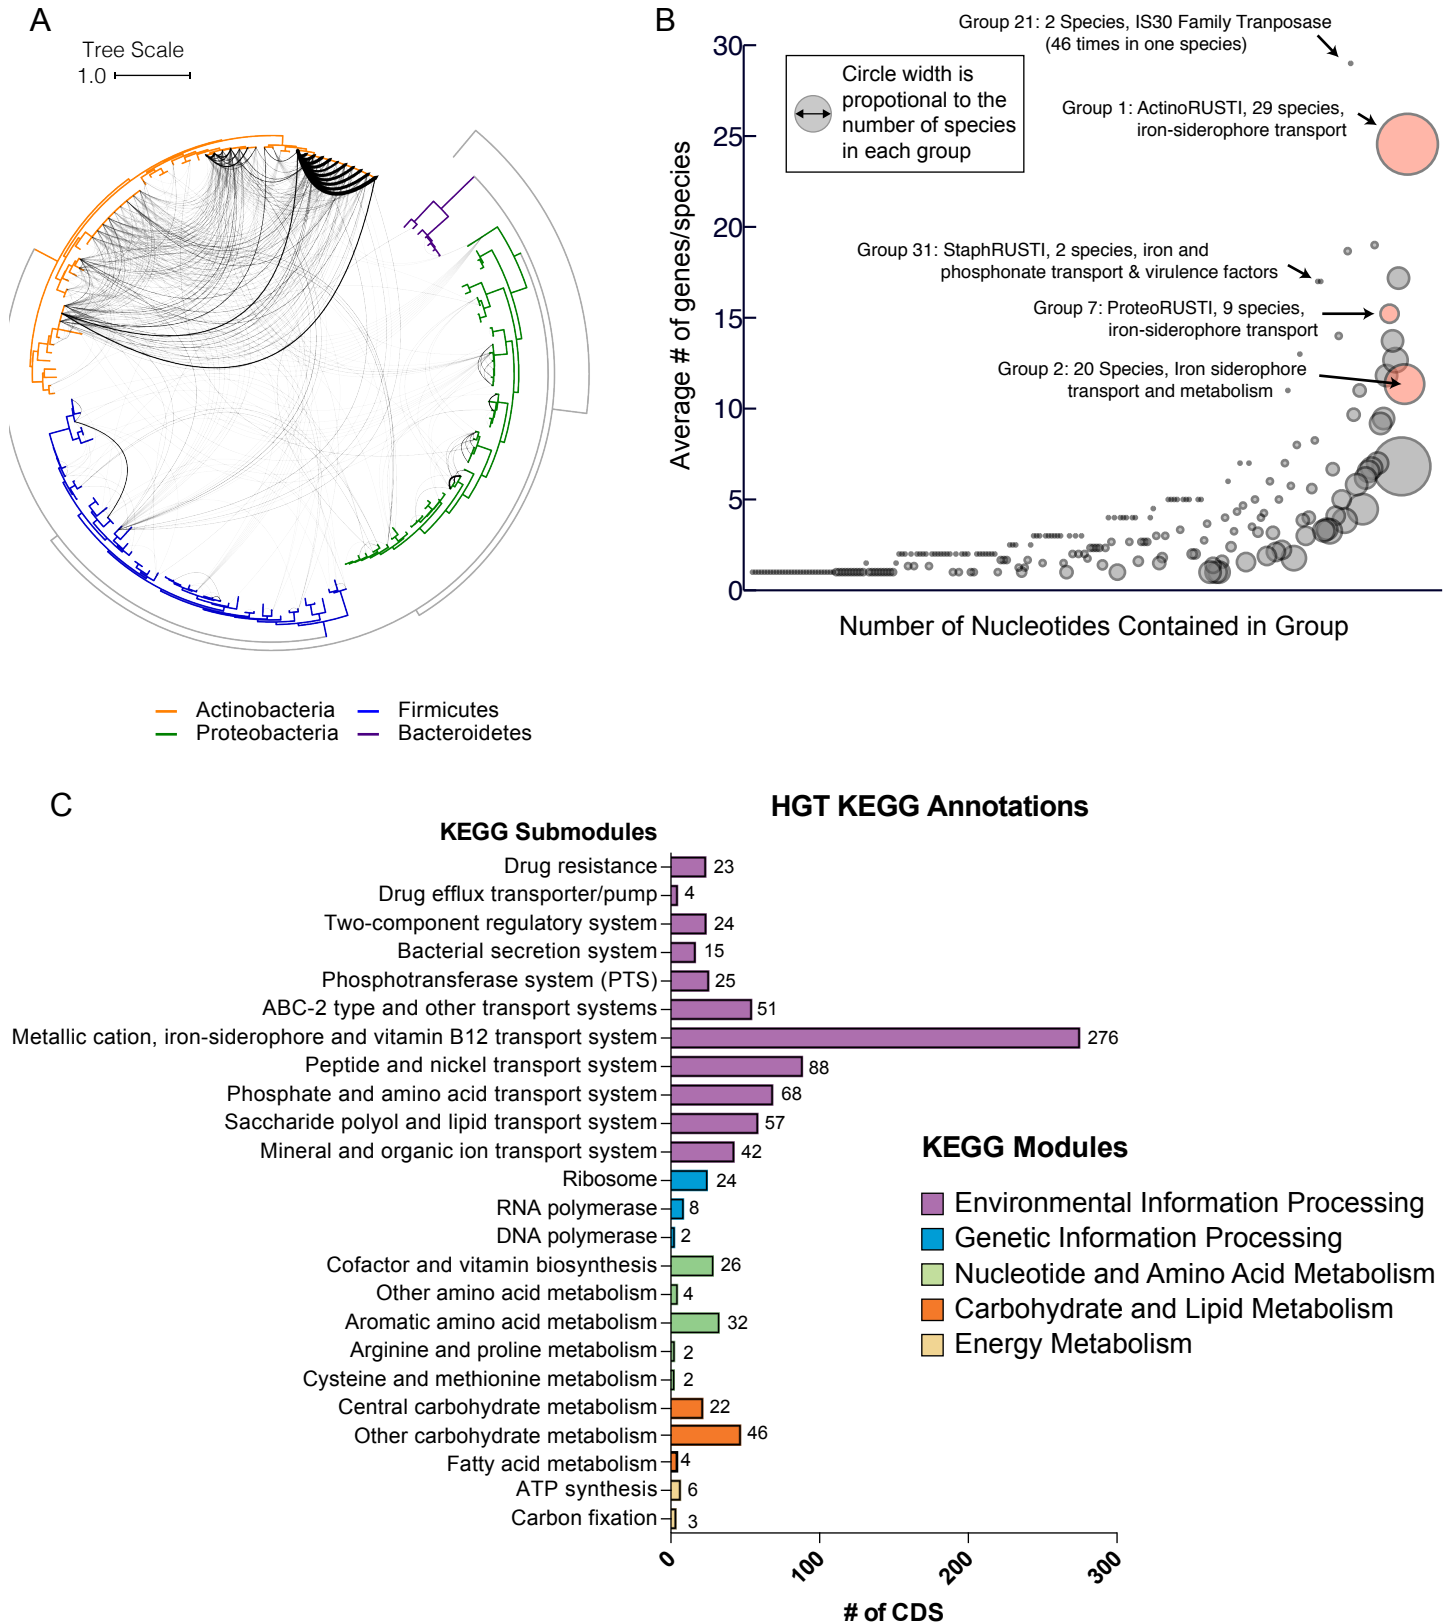 A
Tree Scale
1.0
Actinobacteria
Firmicutes
Proteobacteria
Bacteroidetes
B
Average # of genes/species
30
25
20
15
10
5
0
Circle width is
propotional to the
number of species
in each group
Group 21: 2 Species, IS30 Family Tranposase
(46 times in one species)
Group 1: ActinoRUSTI, 29 species,
iron-siderophore transport
Group 31: StaphRUSTI, 2 species, iron and
phosphonate transport & virulence factors
Group 7: ProteoRUSTI, 9 species,
iron-siderophore transport
Group 2: 20 Species, Iron siderophore
transport and metabolism
Number of Nucleotides Contained in Group
C
HGT KEGG Annotations
KEGG Submodules
Drug resistance 23
Drug efflux transporter/pump 4
Two-component regulatory system 24
Bacterial secretion system 15
Phosphotransferase system (PTS) 25
ABC-2 type and other transport systems 51
Metallic cation, iron-siderophore and vitamin B12 transport system 276
Peptide and nickel transport system 88
Phosphate and amino acid transport system 68
Saccharide polyol and lipid transport system 57
Mineral and organic ion transport system 42
Ribosome 24
RNA polymerase 8
DNA polymerase 2
Cofactor and vitamin biosynthesis 26
Other amino acid metabolism 4
Aromatic amino acid metabolism 32
Arginine and proline metabolism 2
Cysteine and methionine metabolism 2
Central carbohydrate metabolism 22
Other carbohydrate metabolism 46
Fatty acid metabolism 4
ATP synthesis 6
Carbon fixation 3
0
100
200
300
# of CDS
KEGG Modules
Environmental Information Processing
Genetic Information Processing
Nucleotide and Amino Acid Metabolism
Carbohydrate and Lipid Metabolism
Energy Metabolism